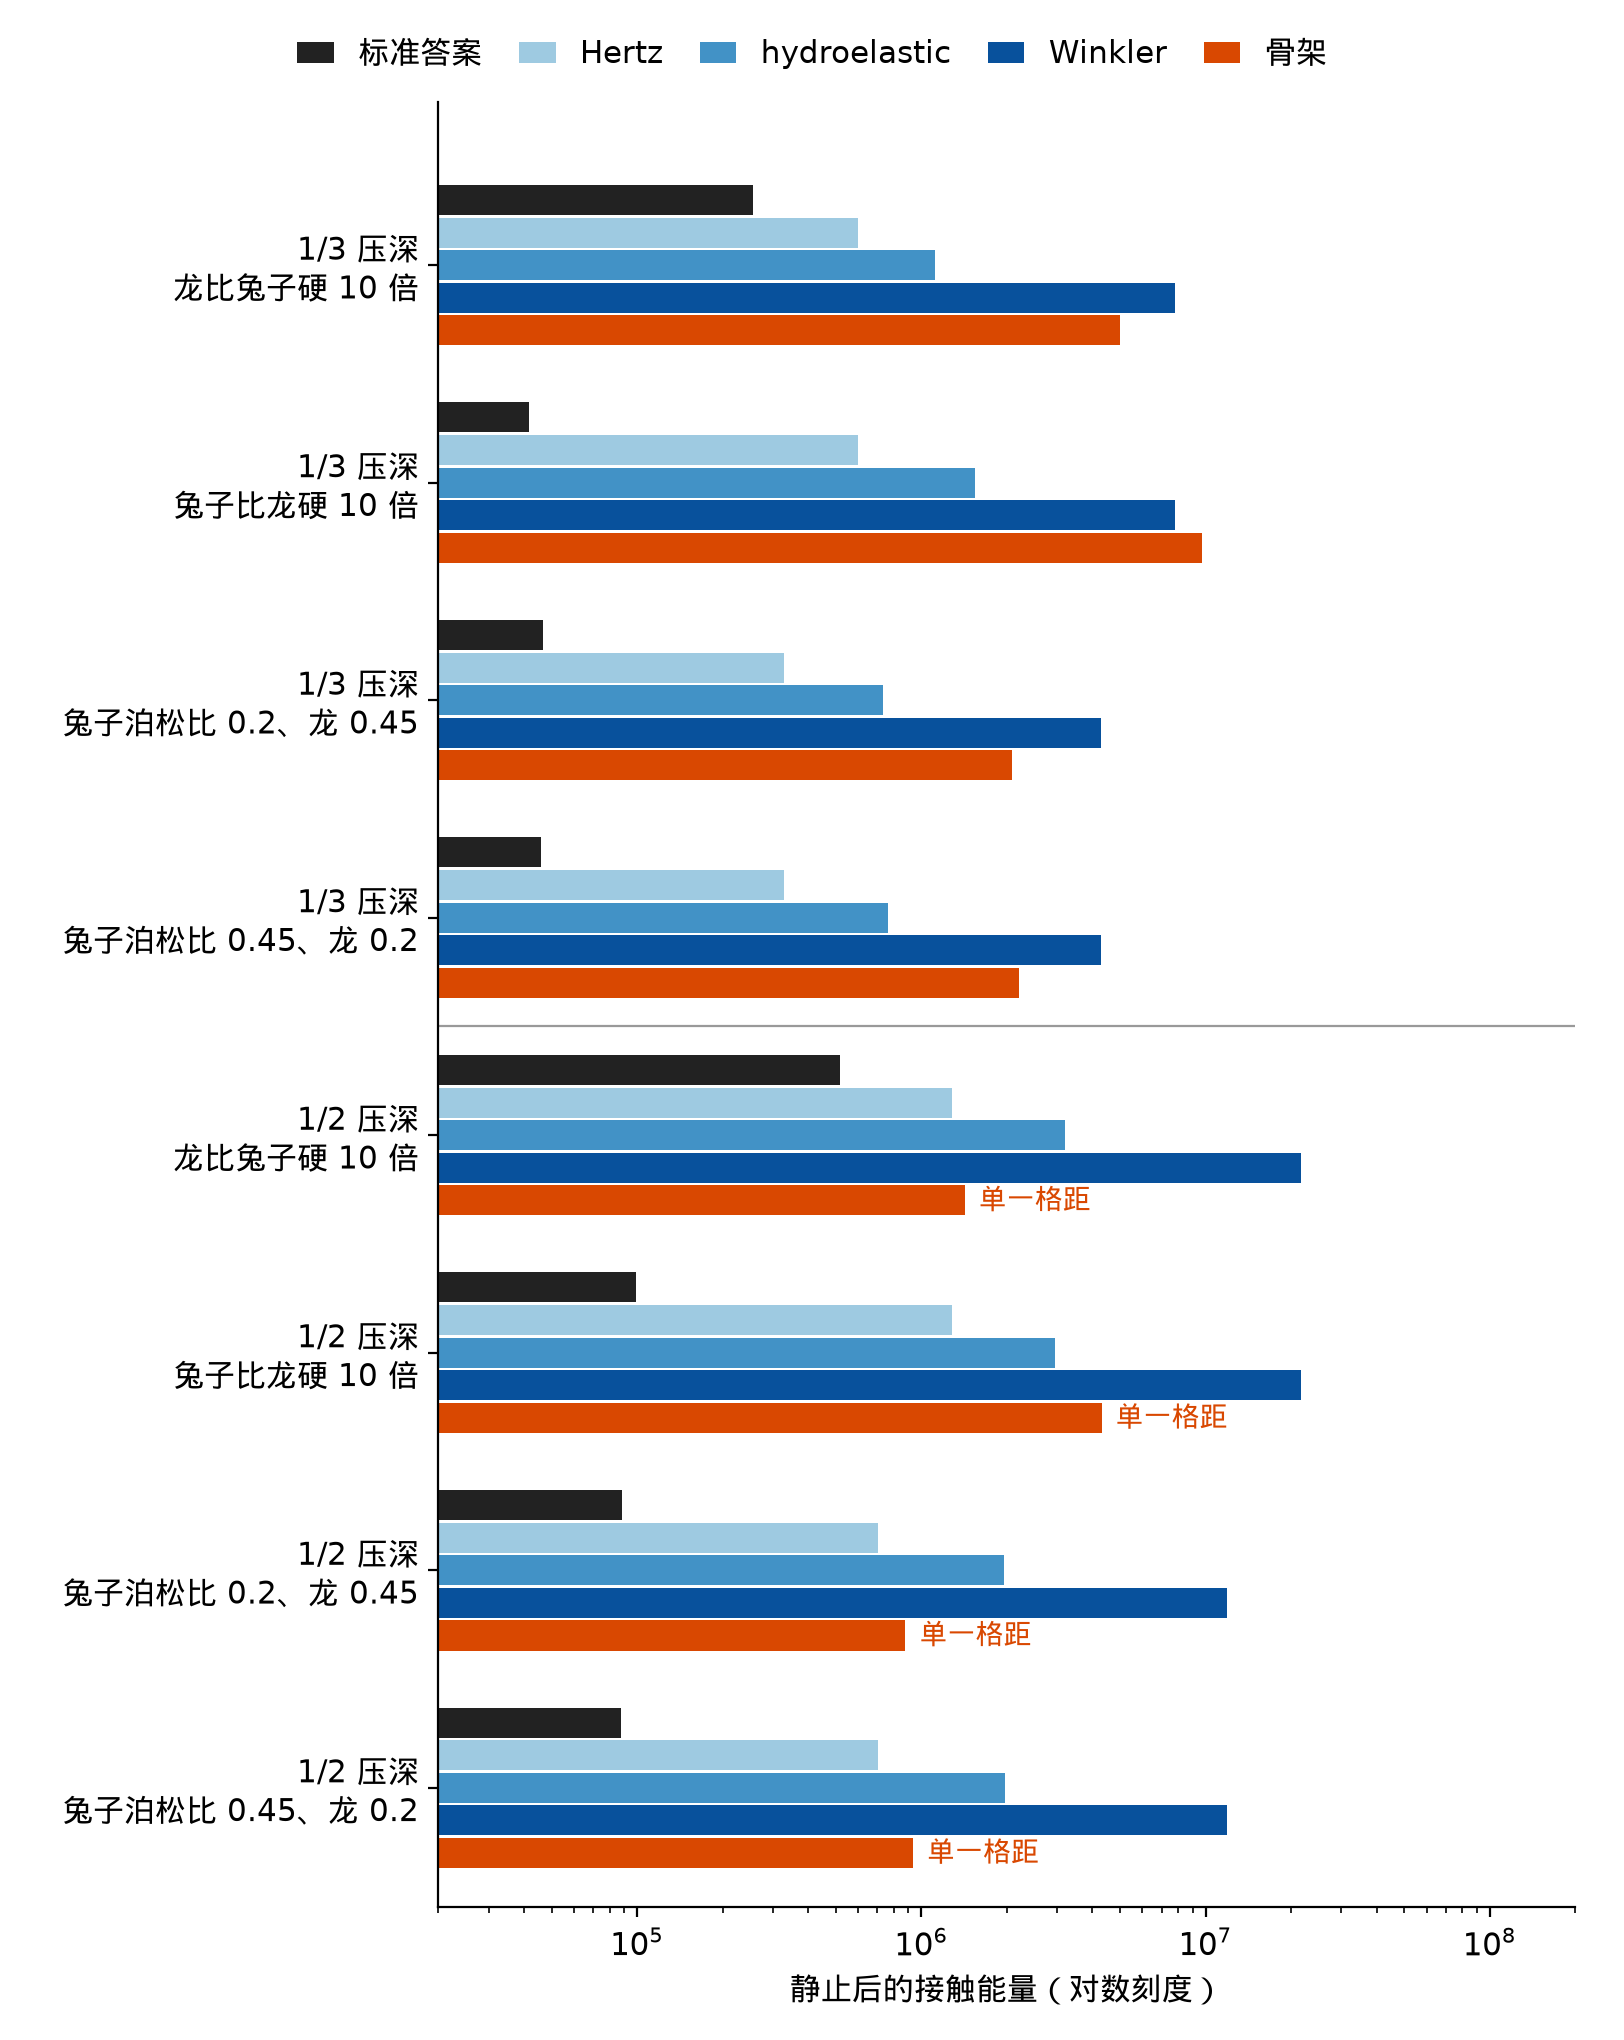 标准答案 Hertz hydroelastic Winkler 骨架
1/3 压深
龙比兔子硬 10 倍
1/3 压深
兔子比龙硬 10 倍
1/3 压深
兔子泊松比 0.2、龙 0.45
1/3 压深
兔子泊松比 0.45、龙 0.2
1/2 压深
龙比兔子硬 10 倍
单一格距
1/2 压深
兔子比龙硬 10 倍
单一格距
1/2 压深
兔子泊松比 0.2、龙 0.45
单一格距
1/2 压深
兔子泊松比 0.45、龙 0.2
单一格距
10⁵ 10⁶ 10⁷ 10⁸
静止后的接触能量（对数刻度）